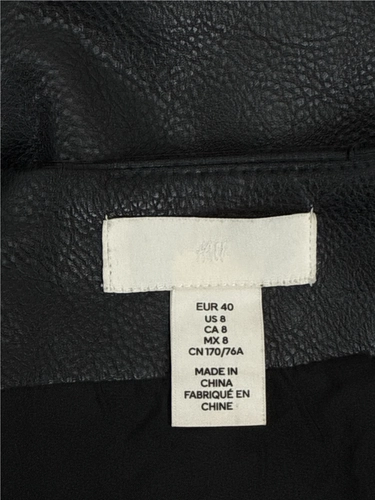 H&M
EUR 40
US 8
CA 8
MX 8
CN 170/76A
MADE IN
CHINA
FABRIQUÉ EN
CHINE